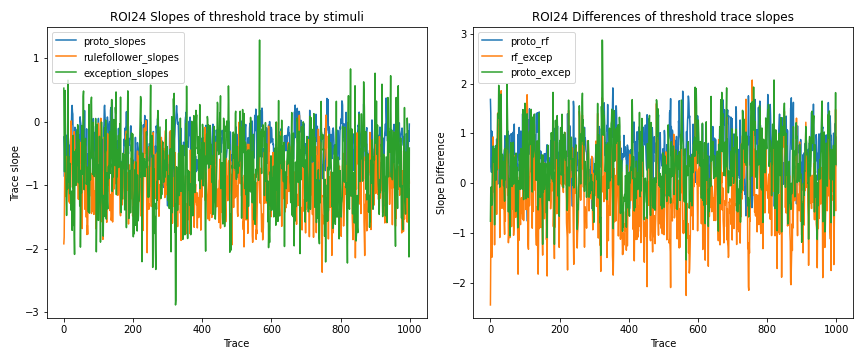 ROI24 Slopes of threshold trace by stimuli
proto_slopes
rulefollower_slopes
exception_slopes
1
0
−1
−2
−3
Trace slope
0
200
400
600
800
1000
Trace
ROI24 Differences of threshold trace slopes
proto_rf
rf_excep
proto_excep
3
2
1
0
−1
−2
Slope Difference
0
200
400
600
800
1000
Trace